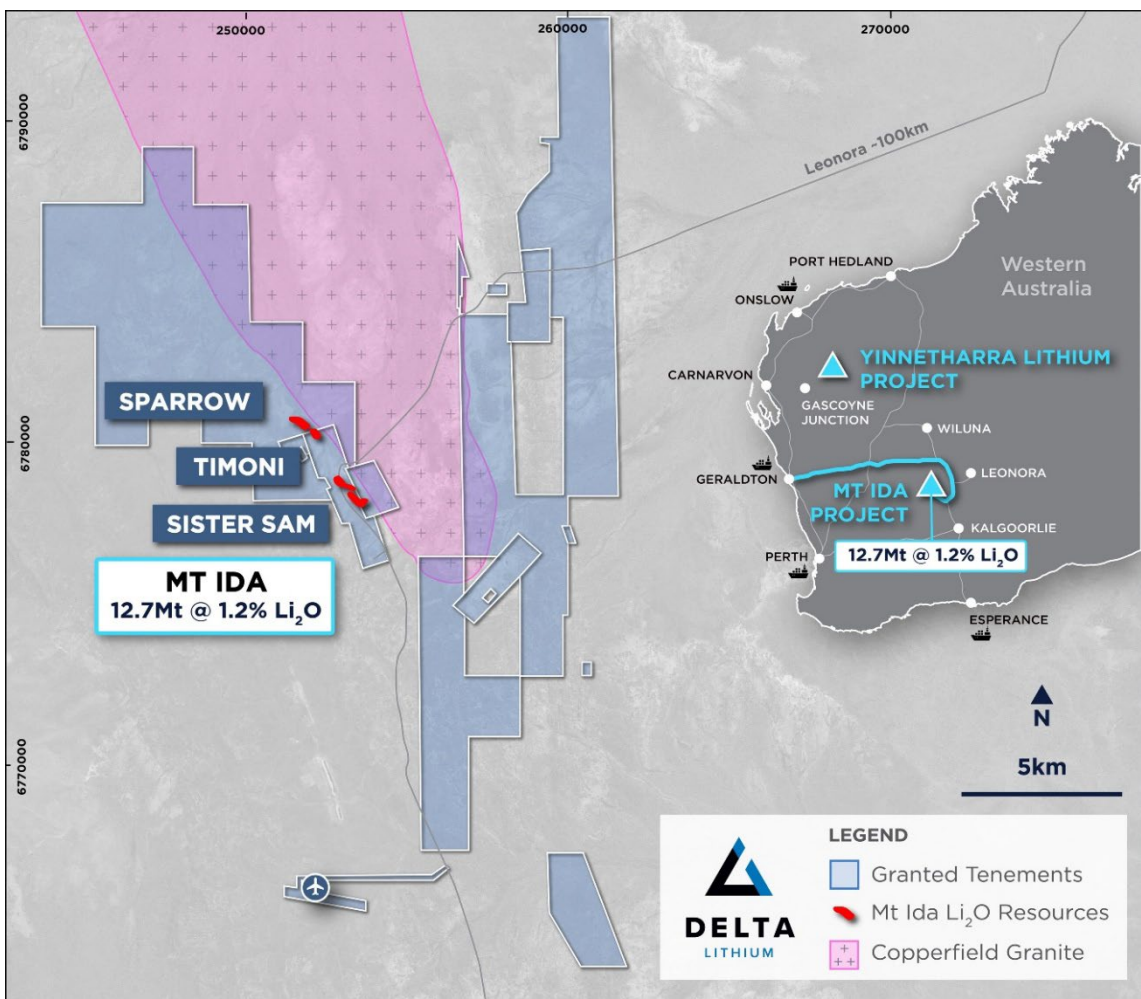 250000
260000
270000
6790000
6780000
6770000
Leonora ~100km
SPARROW
TIMONI
SISTER SAM
MT IDA
12.7Mt @ 1.2% Li₂O
Western
Australia
PORT HEDLAND
ONSLOW
YINNETHARRA LITHIUM
PROJECT
CARNARVON
GASCOYNE
JUNCTION
WILUNA
GERALDTON
LEONORA
MT IDA
PROJECT
KALGOORLIE
PERTH
12.7Mt @ 1.2% Li₂O
ESPERANCE
N
5km
DELTA
LITHIUM
LEGEND
Granted Tenements
Mt Ida Li₂O Resources
Copperfield Granite